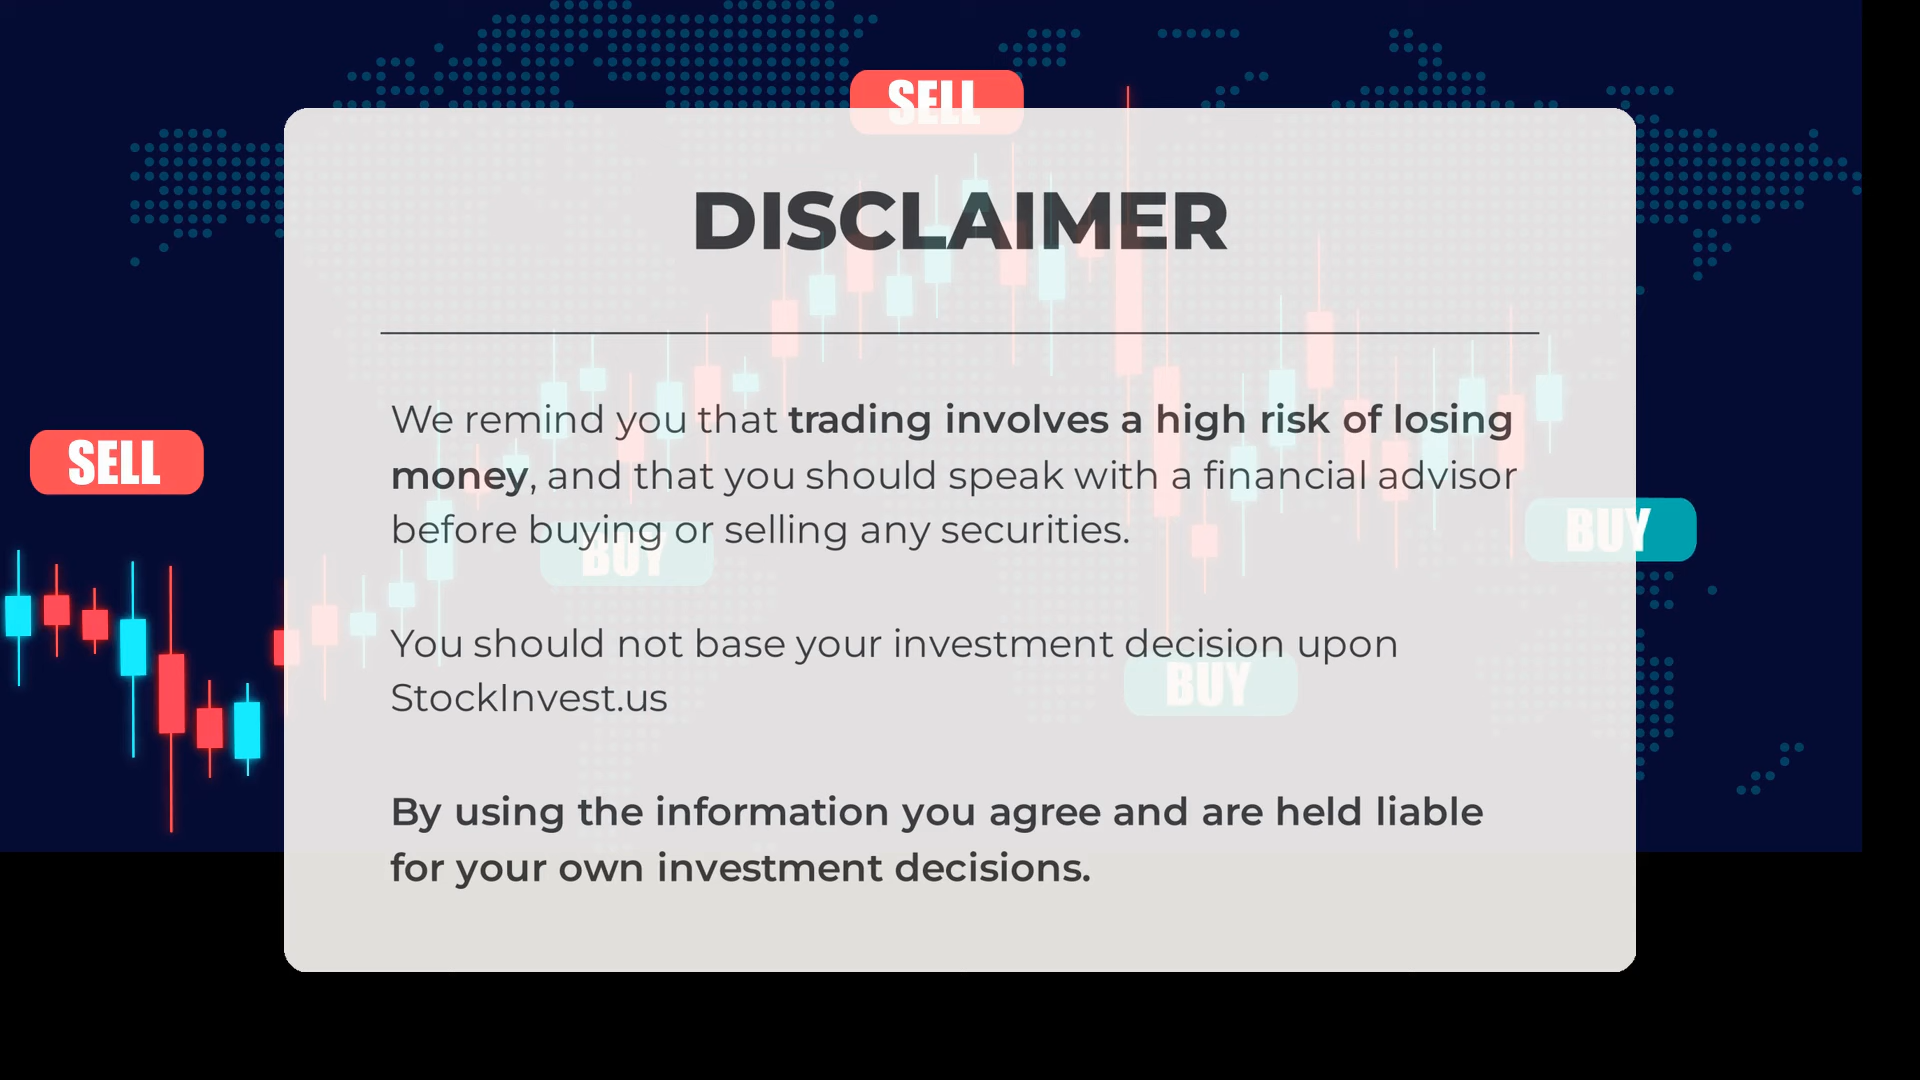 SELL
DISCLAIMER
We remind you that trading involves a high risk of losing
money, and that you should speak with a financial advisor
before buying or selling any securities.
SELL
BUY
BUY
You should not base your investment decision upon
StockInvest.us
BUY
By using the information you agree and are held liable
for your own investment decisions.